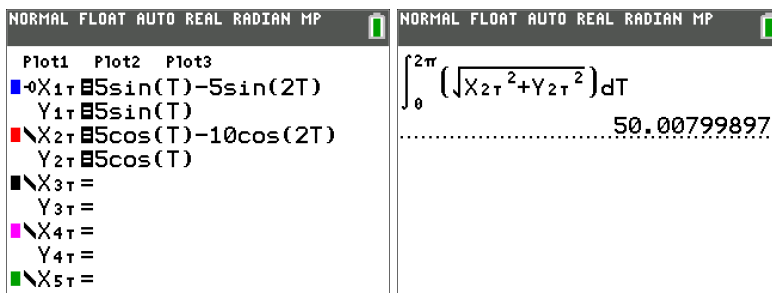 NORMAL FLOAT AUTO REAL RADIAN MP
Plot1 Plot2 Plot3
X1T=5sin(T)-5sin(2T)
Y1T=5sin(T)
X2T=5cos(T)-10cos(2T)
Y2T=5cos(T)
X3T=
Y3T=
X4T=
Y4T=
X5T=
NORMAL FLOAT AUTO REAL RADIAN MP
∫₀^2π (√(X2T²+Y2T²))dT
50.00799897